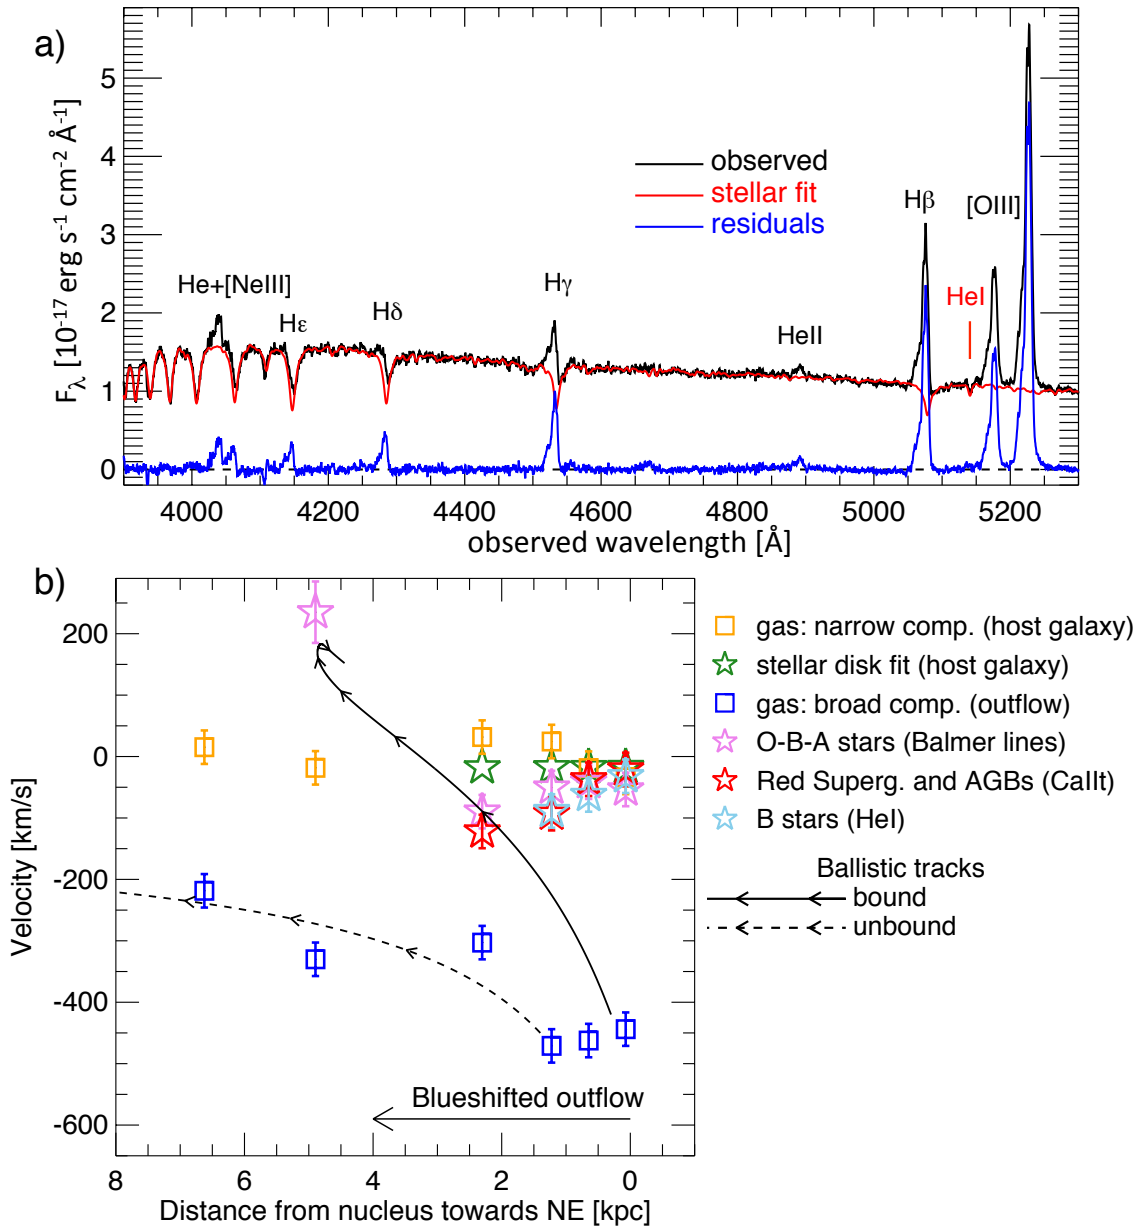 a)
F_λ [10⁻¹⁷ erg s⁻¹ cm⁻² Å⁻¹]
5
4
3
2
1
0
observed
stellar fit
residuals
He+[NeIII]
Hε
Hδ
Hγ
HeII
Hβ
HeI
[OIII]
4000 4200 4400 4600 4800 5000 5200
observed wavelength [Å]
b)
Velocity [km/s]
200
0
-200
-400
-600
Blueshifted outflow
8 6 4 2 0
Distance from nucleus towards NE [kpc]
gas: narrow comp. (host galaxy)
stellar disk fit (host galaxy)
gas: broad comp. (outflow)
O-B-A stars (Balmer lines)
Red Superg. and AGBs (CaIIt)
B stars (HeI)
Ballistic tracks
bound
unbound